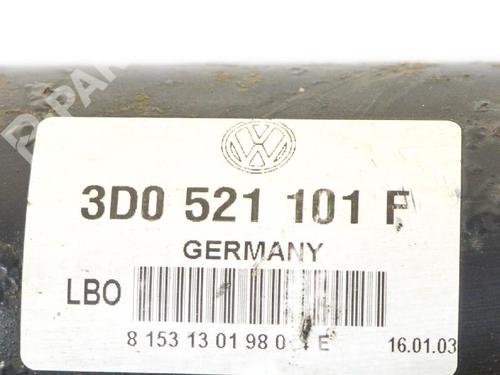 3D0 521 101 F
GERMANY
LBO
8 153 13 01 98 0
E
16.01.03